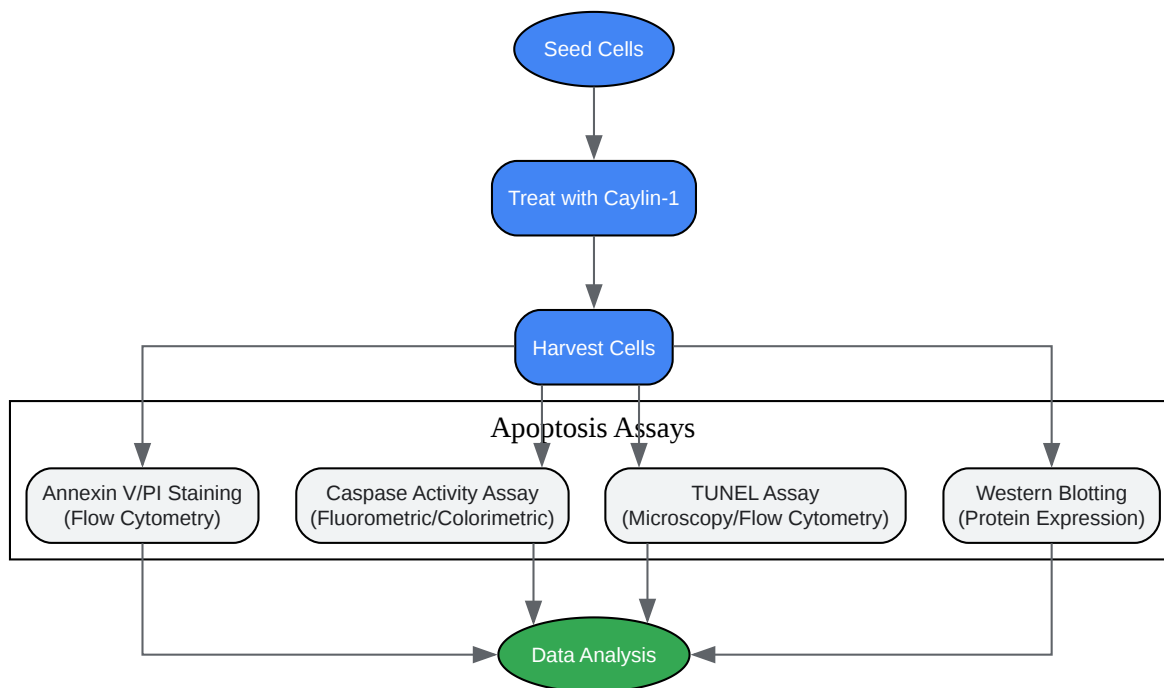 Seed Cells
Treat with Caylin-1
Harvest Cells
Apoptosis Assays
Annexin V/PI Staining
(Flow Cytometry)
Caspase Activity Assay
(Fluorometric/Colorimetric)
TUNEL Assay
(Microscopy/Flow Cytometry)
Western Blotting
(Protein Expression)
Data Analysis